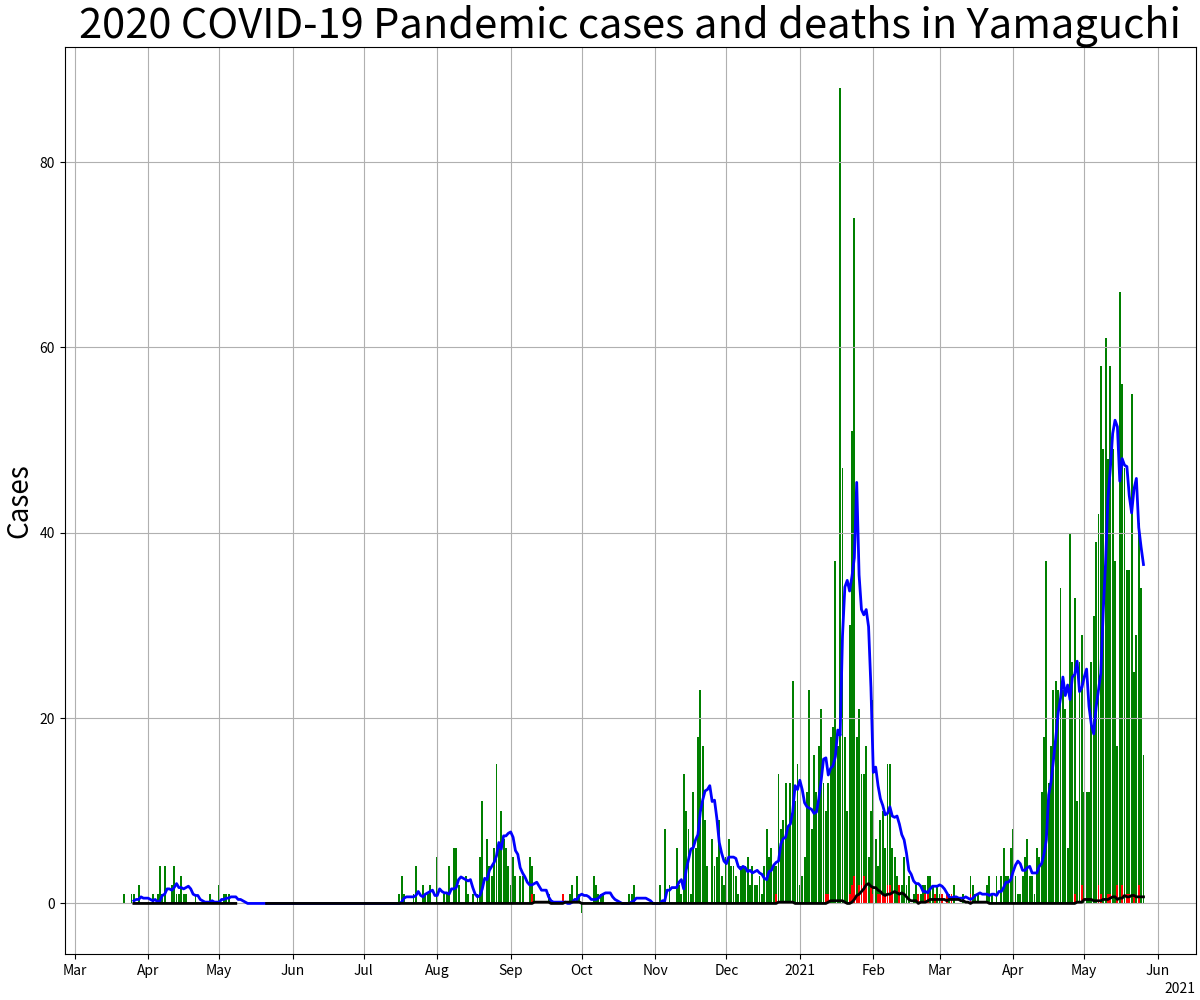 2020 COVID-19 Pandemic cases and deaths in Yamaguchi
Cases
80
60
40
20
0
Mar Apr May Jun Jul Aug Sep Oct Nov Dec 2021 Feb Mar Apr May Jun
2021